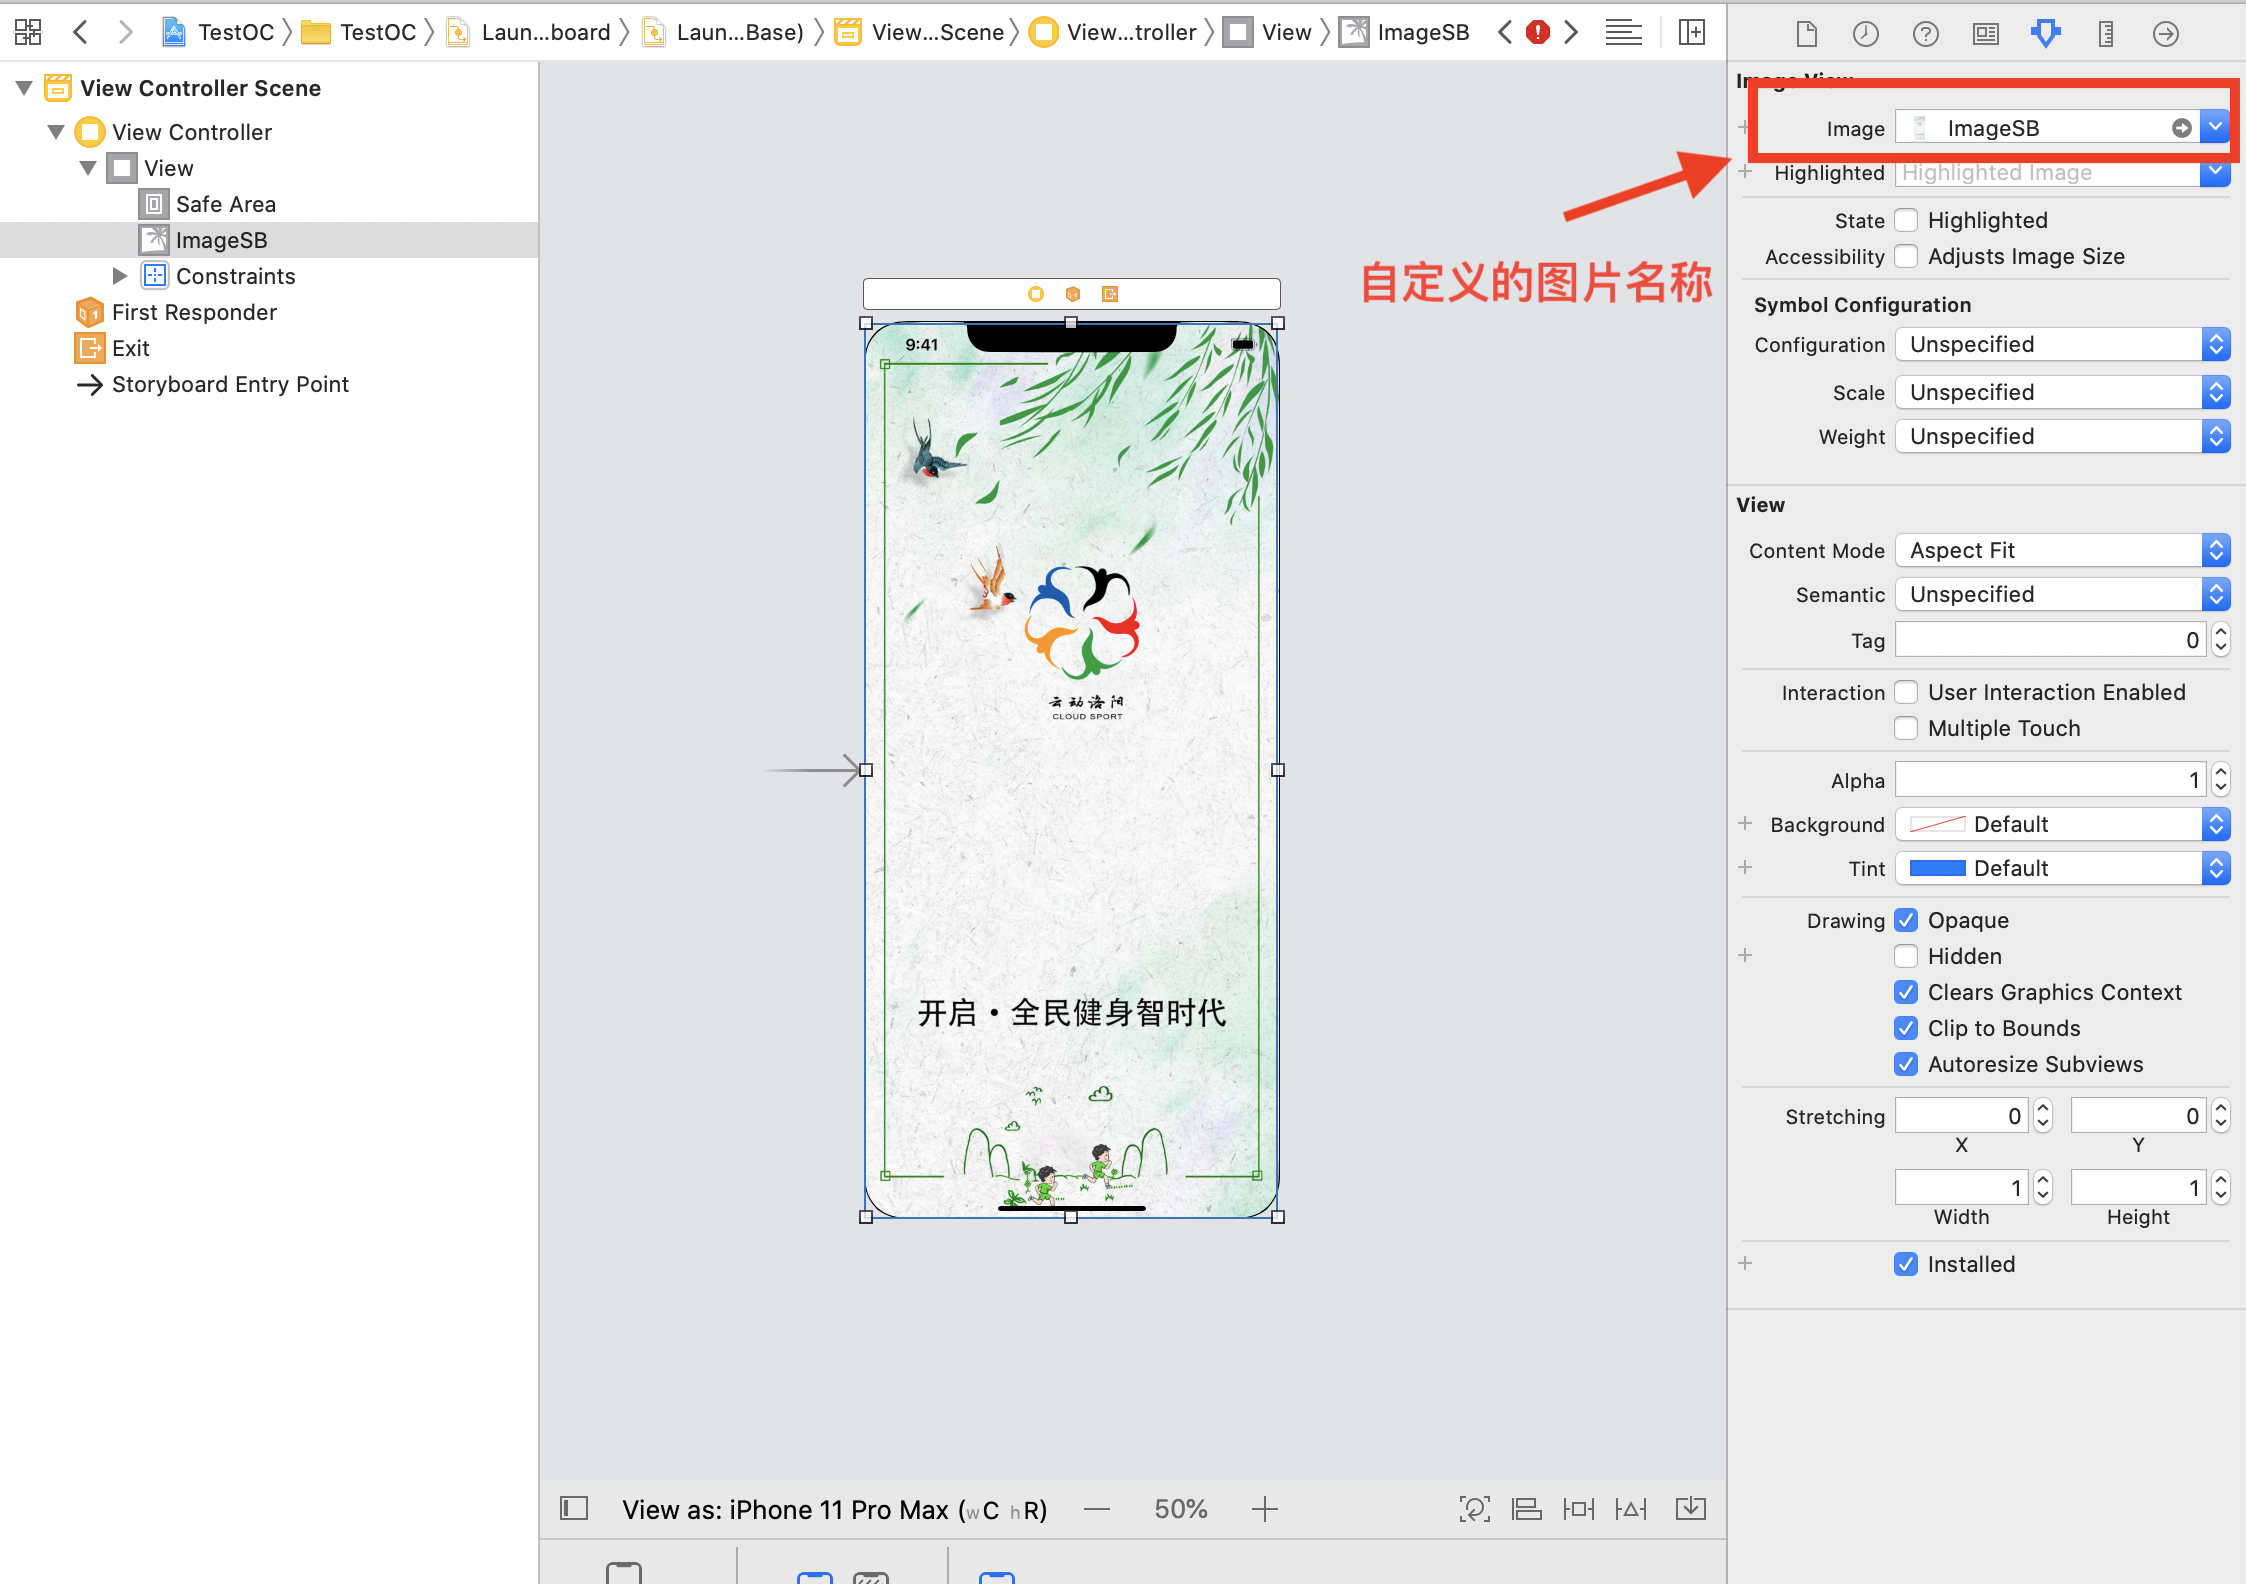 TestOC
TestOC
Laun...board
Laun...Base)
View...Scene
View...troller
View
ImageSB
View Controller Scene
View Controller
View
Safe Area
ImageSB
Constraints
First Responder
Exit
Storyboard Entry Point
9:41
云动洛阳
CLOUD SPORT
开启·全民健身智时代
自定义的图片名称
View as: iPhone 11 Pro Max (wC hR)
50%
Image View
Image ImageSB
Highlighted Highlighted Image
State Highlighted
Accessibility Adjusts Image Size
Symbol Configuration
Configuration Unspecified
Scale Unspecified
Weight Unspecified
View
Content Mode Aspect Fit
Semantic Unspecified
Tag 0
Interaction User Interaction Enabled
Multiple Touch
Alpha 1
Background Default
Tint Default
Drawing Opaque
Hidden
Clears Graphics Context
Clip to Bounds
Autoresize Subviews
Stretching 0 0
X Y
1 1
Width Height
Installed